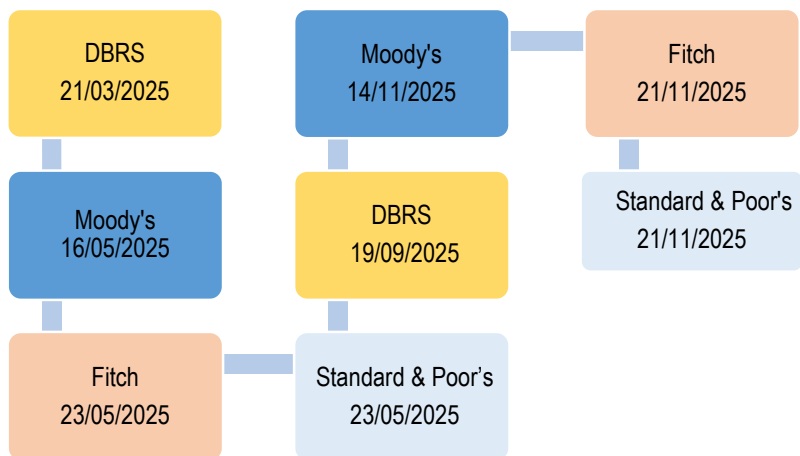 DBRS
21/03/2025
Moody's
16/05/2025
Fitch
23/05/2025
Standard & Poor’s
23/05/2025
DBRS
19/09/2025
Moody's
14/11/2025
Fitch
21/11/2025
Standard & Poor's
21/11/2025